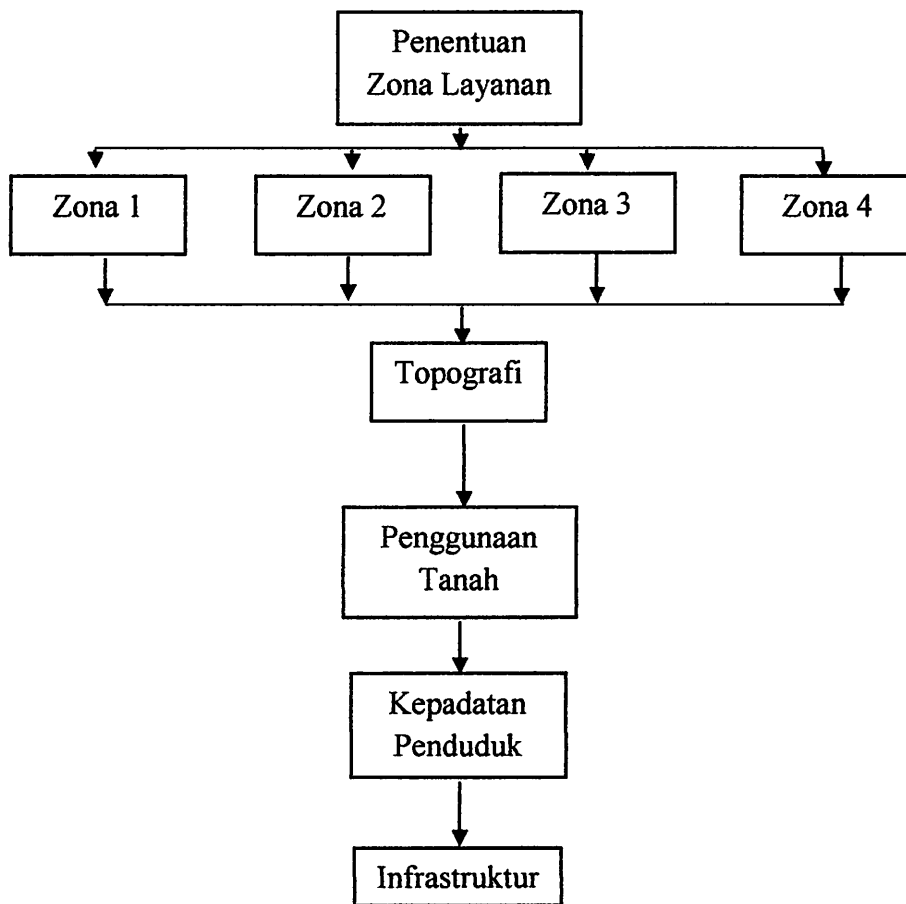 Penentuan
Zona Layanan
Zona 1
Zona 2
Zona 3
Zona 4
Topografi
Penggunaan
Tanah
Kepadatan
Penduduk
Infrastruktur